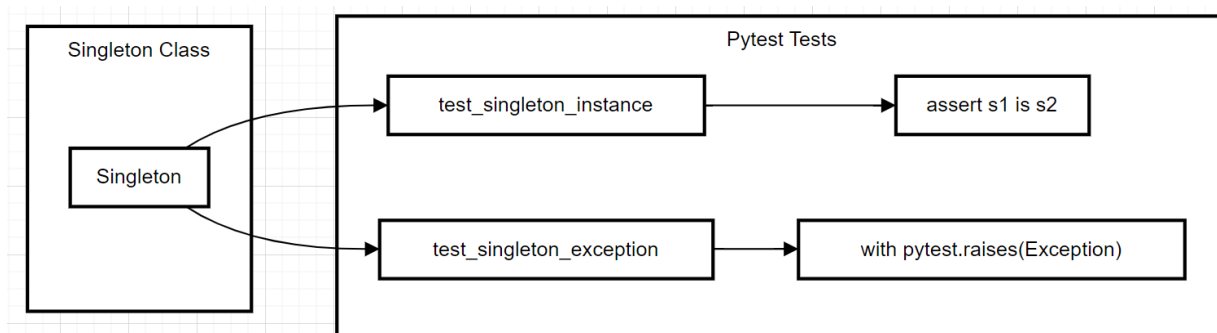 Singleton Class
Singleton
Pytest Tests
test_singleton_instance
assert s1 is s2
test_singleton_exception
with pytest.raises(Exception)